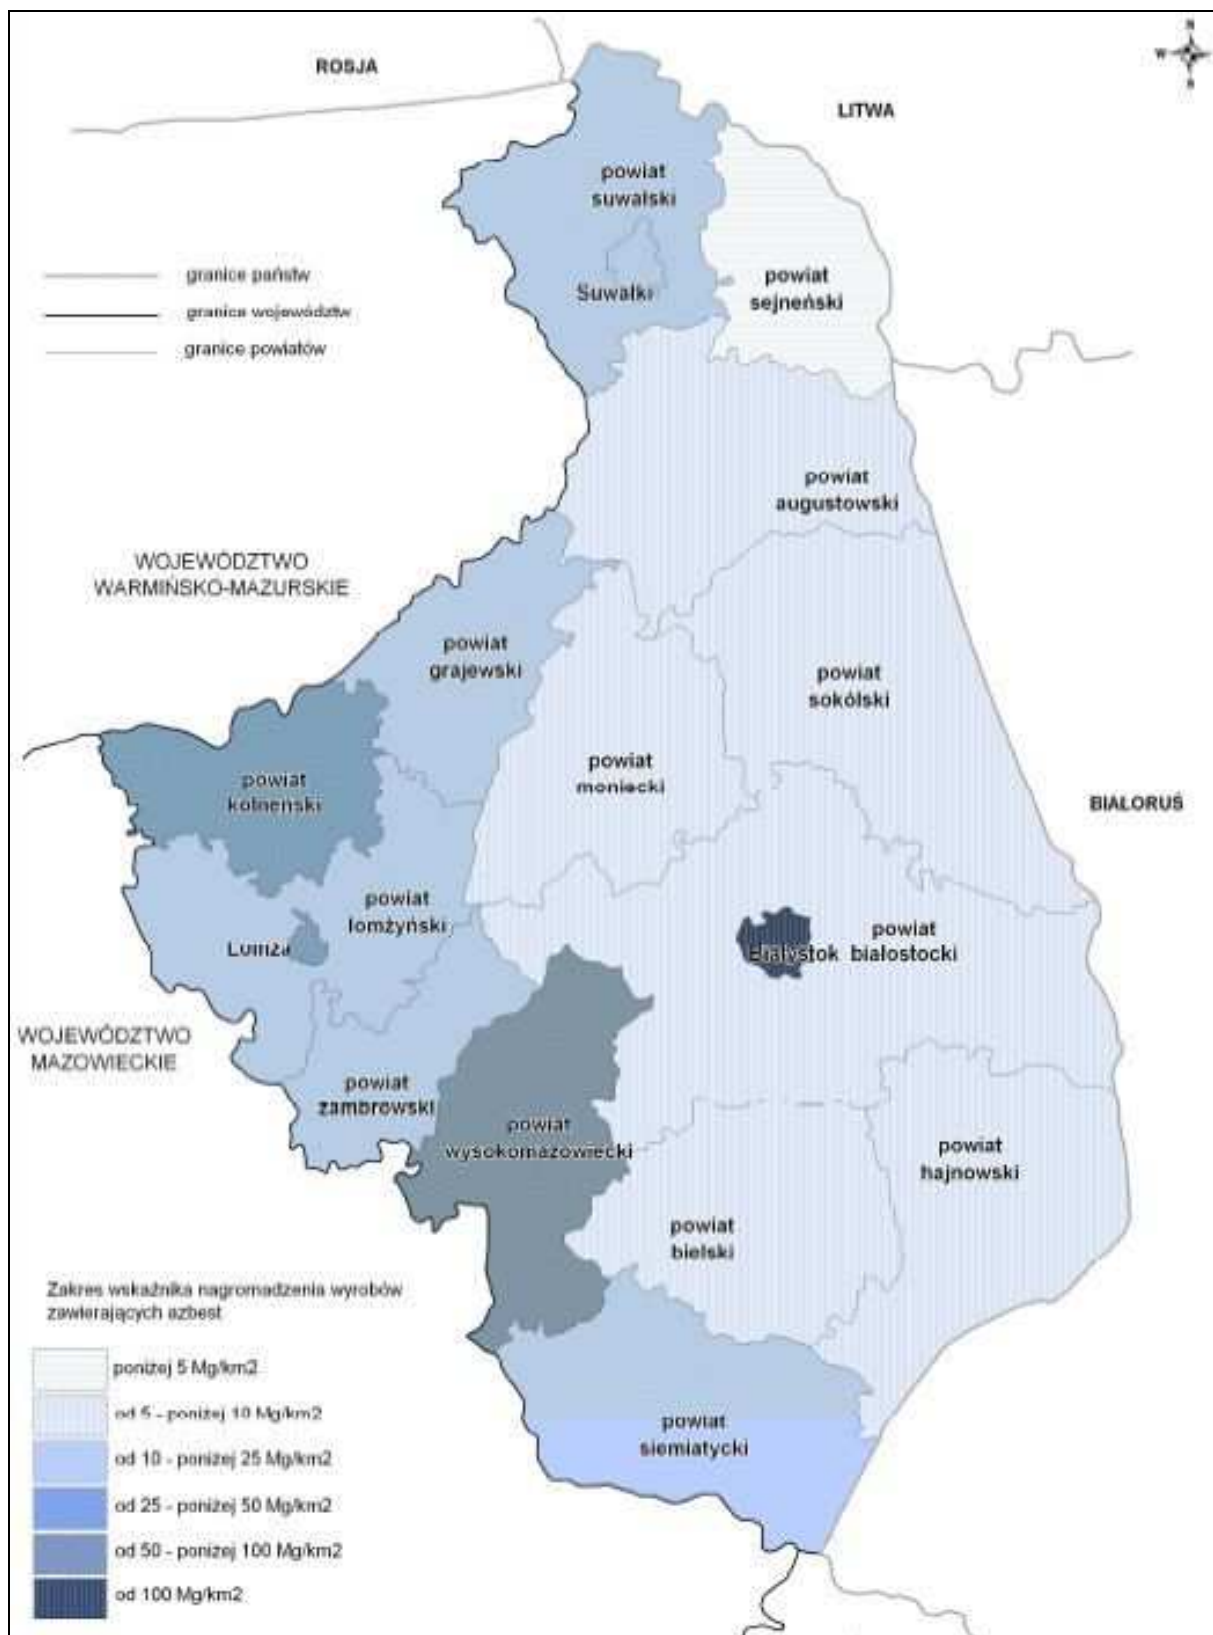 N
W
S
ROSJA
LITWA
powiat
suwalski
Suwałki
powiat
sejneński
granice państw
granice województw
granice powiatów
powiat
augustowski
WOJEWÓDZTWO
WARMIŃSKO-MAZURSKIE
powiat
grajewski
powiat
sokólski
powiat
moniecki
powiat
kolneński
BIAŁORUŚ
powiat
łomżyński
Łomża
powiat
białostocki
Białystok
WOJEWÓDZTWO
MAZOWIECKIE
powiat
zambrowski
powiat
wysokomazowiecki
powiat
hajnowski
powiat
bielski
Zakres wskaźnika nagromadzenia wyrobów
zawierających azbest
poniżej 5 Mg/km2
od 5 - poniżej 10 Mg/km2
od 10 - poniżej 25 Mg/km2
od 25 - poniżej 50 Mg/km2
od 50 - poniżej 100 Mg/km2
od 100 Mg/km2
powiat
siemiatycki